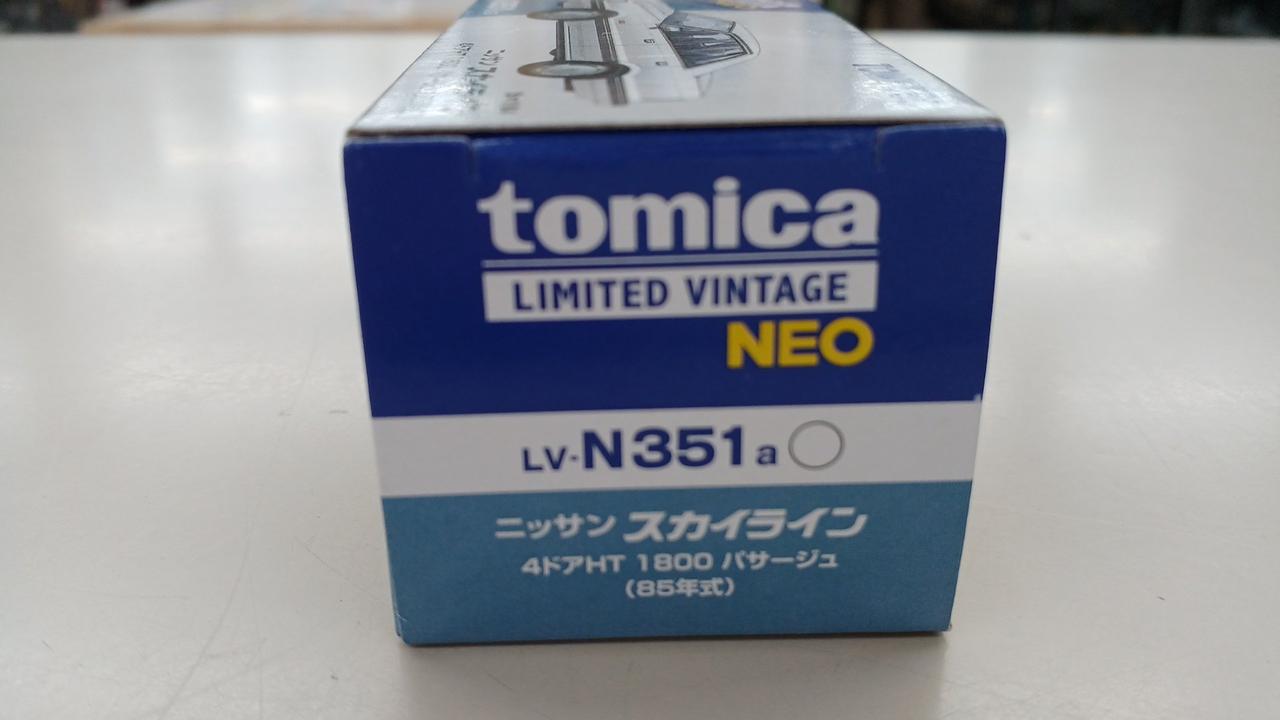 tomica
LIMITED VINTAGE
NEO
LV-N351a
ニッサン スカイライン
4ドアHT 1800 パサージュ
（85年式）